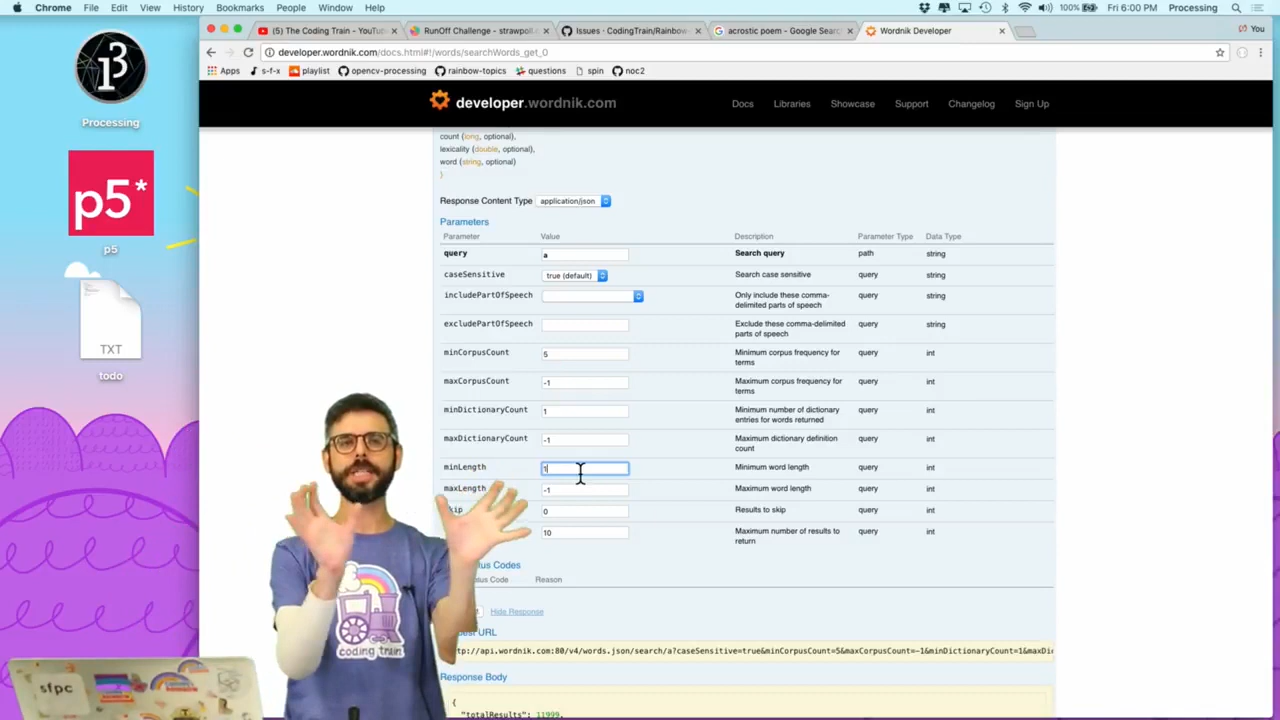 Chrome File Edit View History Bookmarks People Window Help 100% Fri 6:00 PM Processing
(5) The Coding Train - YouTu
RunOff Challenge - strawpoll
Issues · CodingTrain/Rainbow
acrostic poem - Google Searc
Wordnik Developer
You
developer.wordnik.com/docs.html#!/words/searchWords_get_0
Apps s-f-x playlist opencv-processing rainbow-topics questions spin noc2
Processing
p5*
p5
TXT
todo
developer.wordnik.com
Docs Libraries Showcase Support Changelog Sign Up
count (long, optional),
lexicality (double, optional),
word (string, optional)
}
Response Content Type application/json
Parameters
Parameter Value Description Parameter Type Data Type
query a Search query path string
caseSensitive true (default) Search case sensitive query string
includePartOfSpeech Only include these comma-delimited parts of speech query string
excludePartOfSpeech Exclude these comma-delimited parts of speech query string
minCorpusCount 5 Minimum corpus frequency for terms query int
maxCorpusCount -1 Maximum corpus frequency for terms query int
minDictionaryCount 1 Minimum number of dictionary entries for words returned query int
maxDictionaryCount -1 Maximum dictionary definition count query int
minLength 1 Minimum word length query int
maxLength -1 Maximum word length query int
kip 0 Results to skip query int
10 Maximum number of results to return query int
Codes
Code Reason
Hide Response
URL
tp://api.wordnik.com:80/v4/words.json/search/a?caseSensitive=true&minCorpusCount=5&maxCorpusCount=-1&minDictionaryCount=1&maxDi
Response Body
{
"totalResults": 11999,
coding train
sfpc